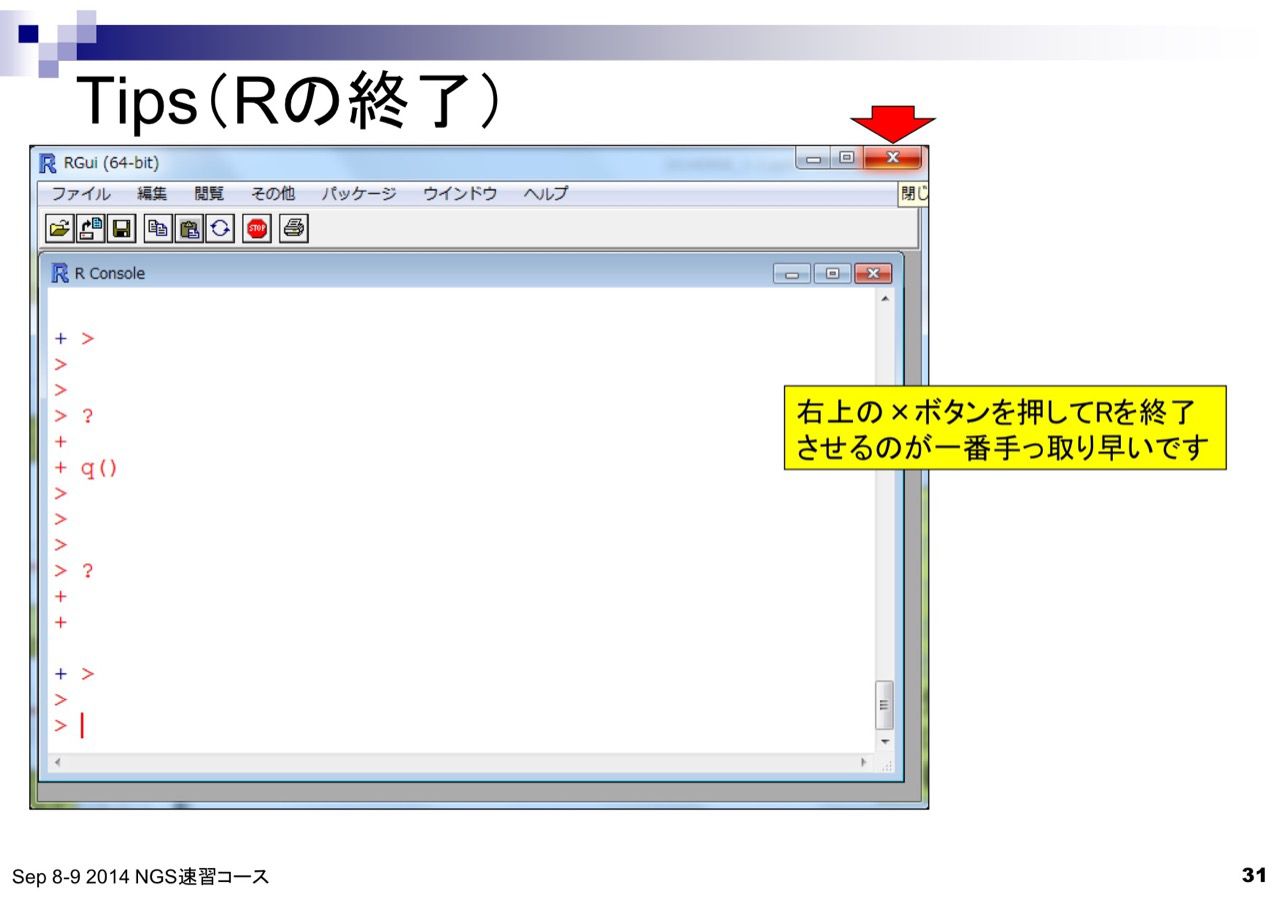 Tips(Rの終了)
RGui (64-bit)
ファイル 編集 閲覧 その他 パッケージ ウインドウ ヘルプ
閉じ
STOP
R Console
+ >
>
>
> ?
+
+ q()
>
>
>
> ?
+
+
+ >
>
>
右上の×ボタンを押してRを終了
させるのが一番手っ取り早いです
Sep 8-9 2014 NGS速習コース
31